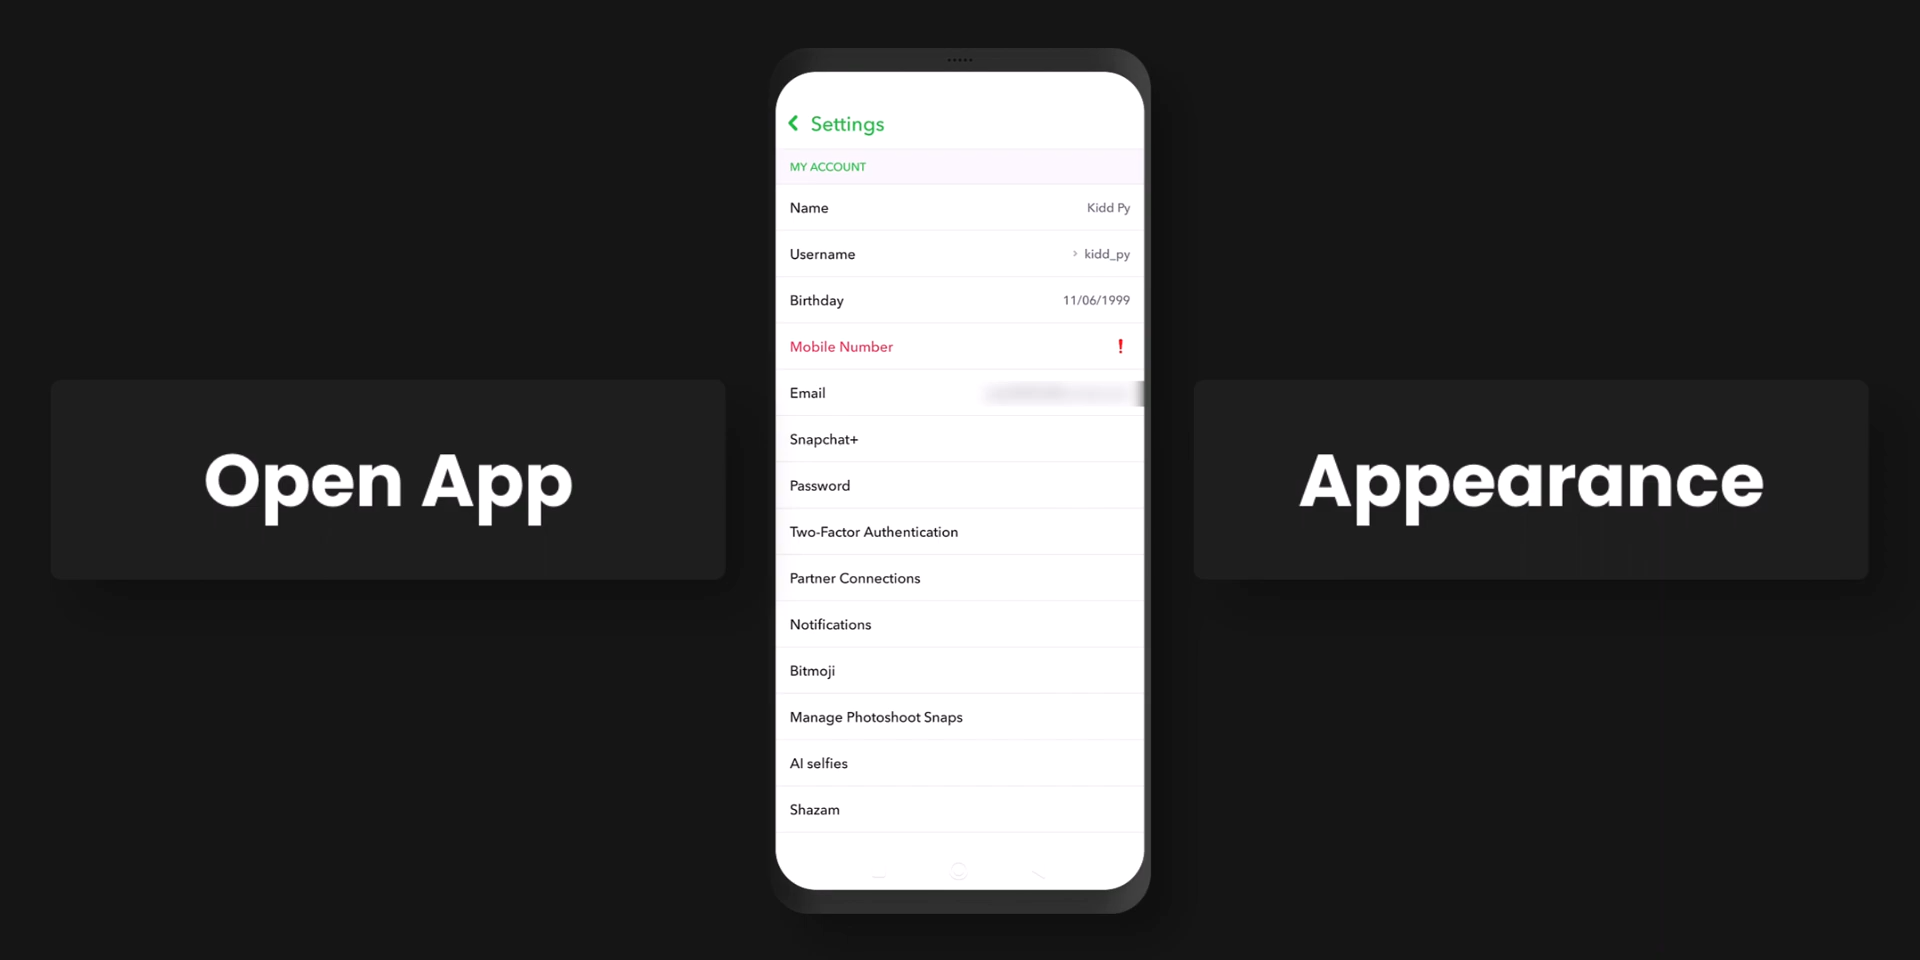 Open App
Settings
MY ACCOUNT
Name Kidd Py
Username > kidd_py
Birthday 11/06/1999
Mobile Number !
Email
Snapchat+
Password
Two-Factor Authentication
Partner Connections
Notifications
Bitmoji
Manage Photoshoot Snaps
AI selfies
Shazam
Appearance